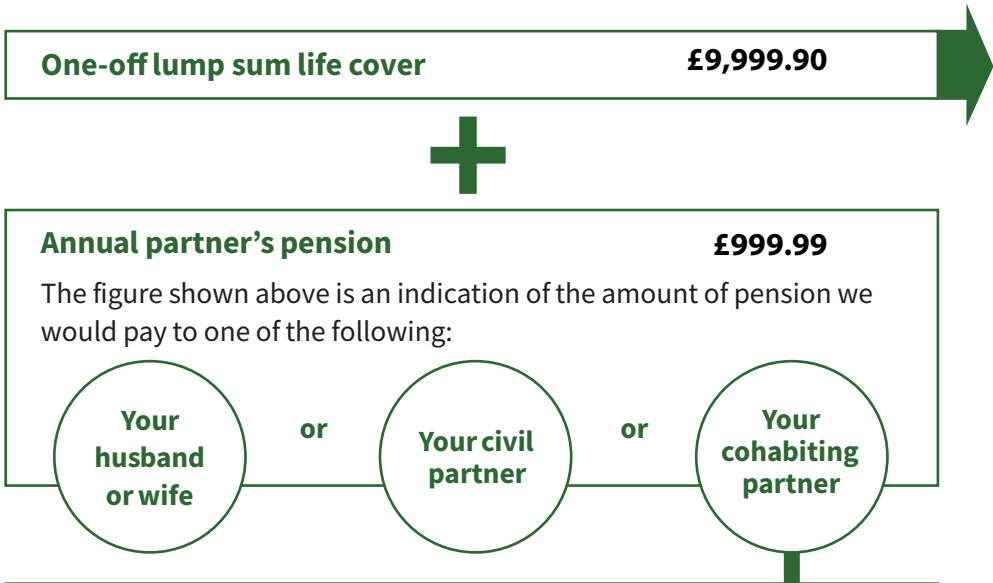 One-off lump sum life cover £9,999.90
Annual partner’s pension £999.99
The figure shown above is an indication of the amount of pension we
would pay to one of the following:
Your
husband
or wife
or
Your civil
partner
or
Your
cohabiting
partner